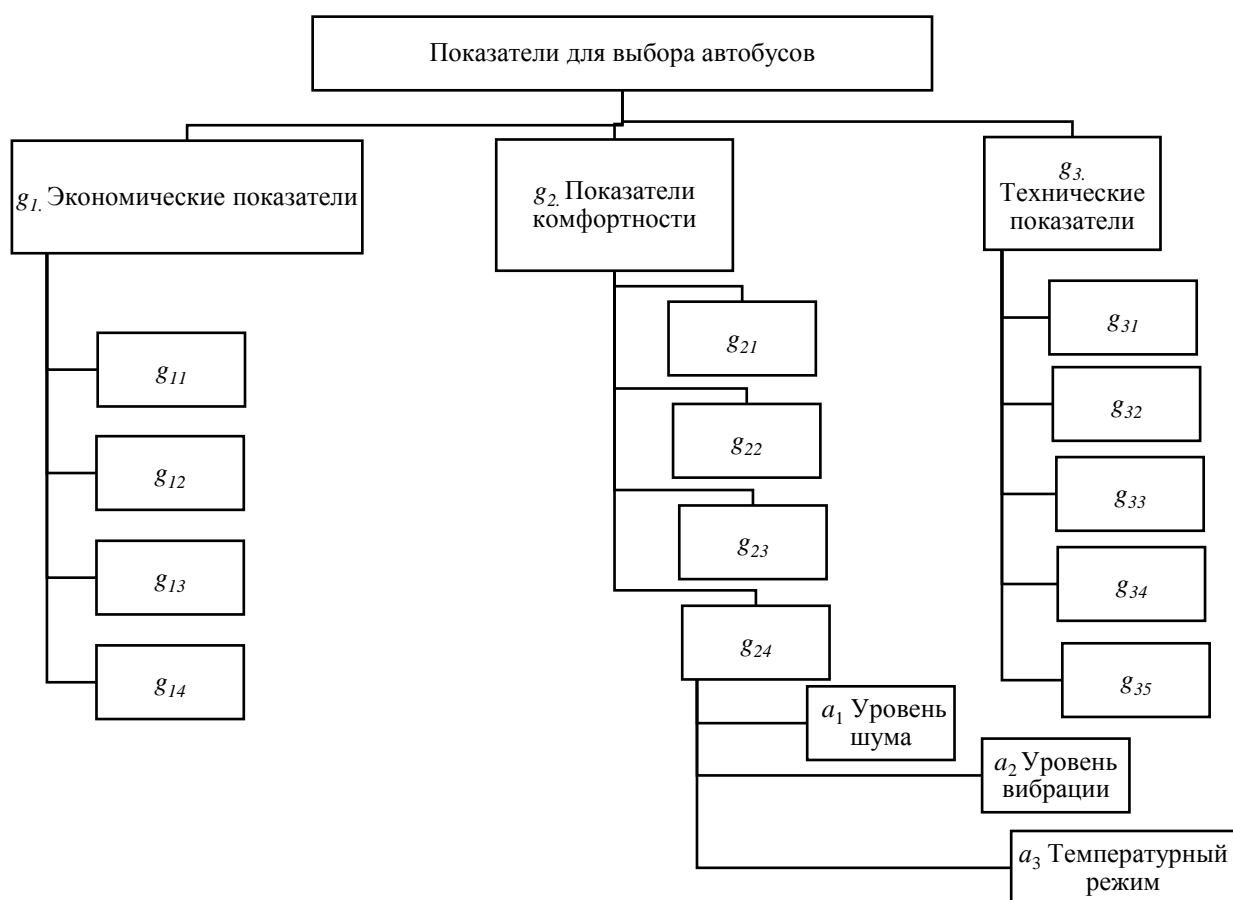 Показатели для выбора автобусов
g1. Экономические показатели
g2. Показатели
комфортности
g3.
Технические
показатели
g11
g12
g13
g14
g21
g22
g23
g24
a1 Уровень
шума
a2 Уровень
вибрации
a3 Температурный
режим
g31
g32
g33
g34
g35